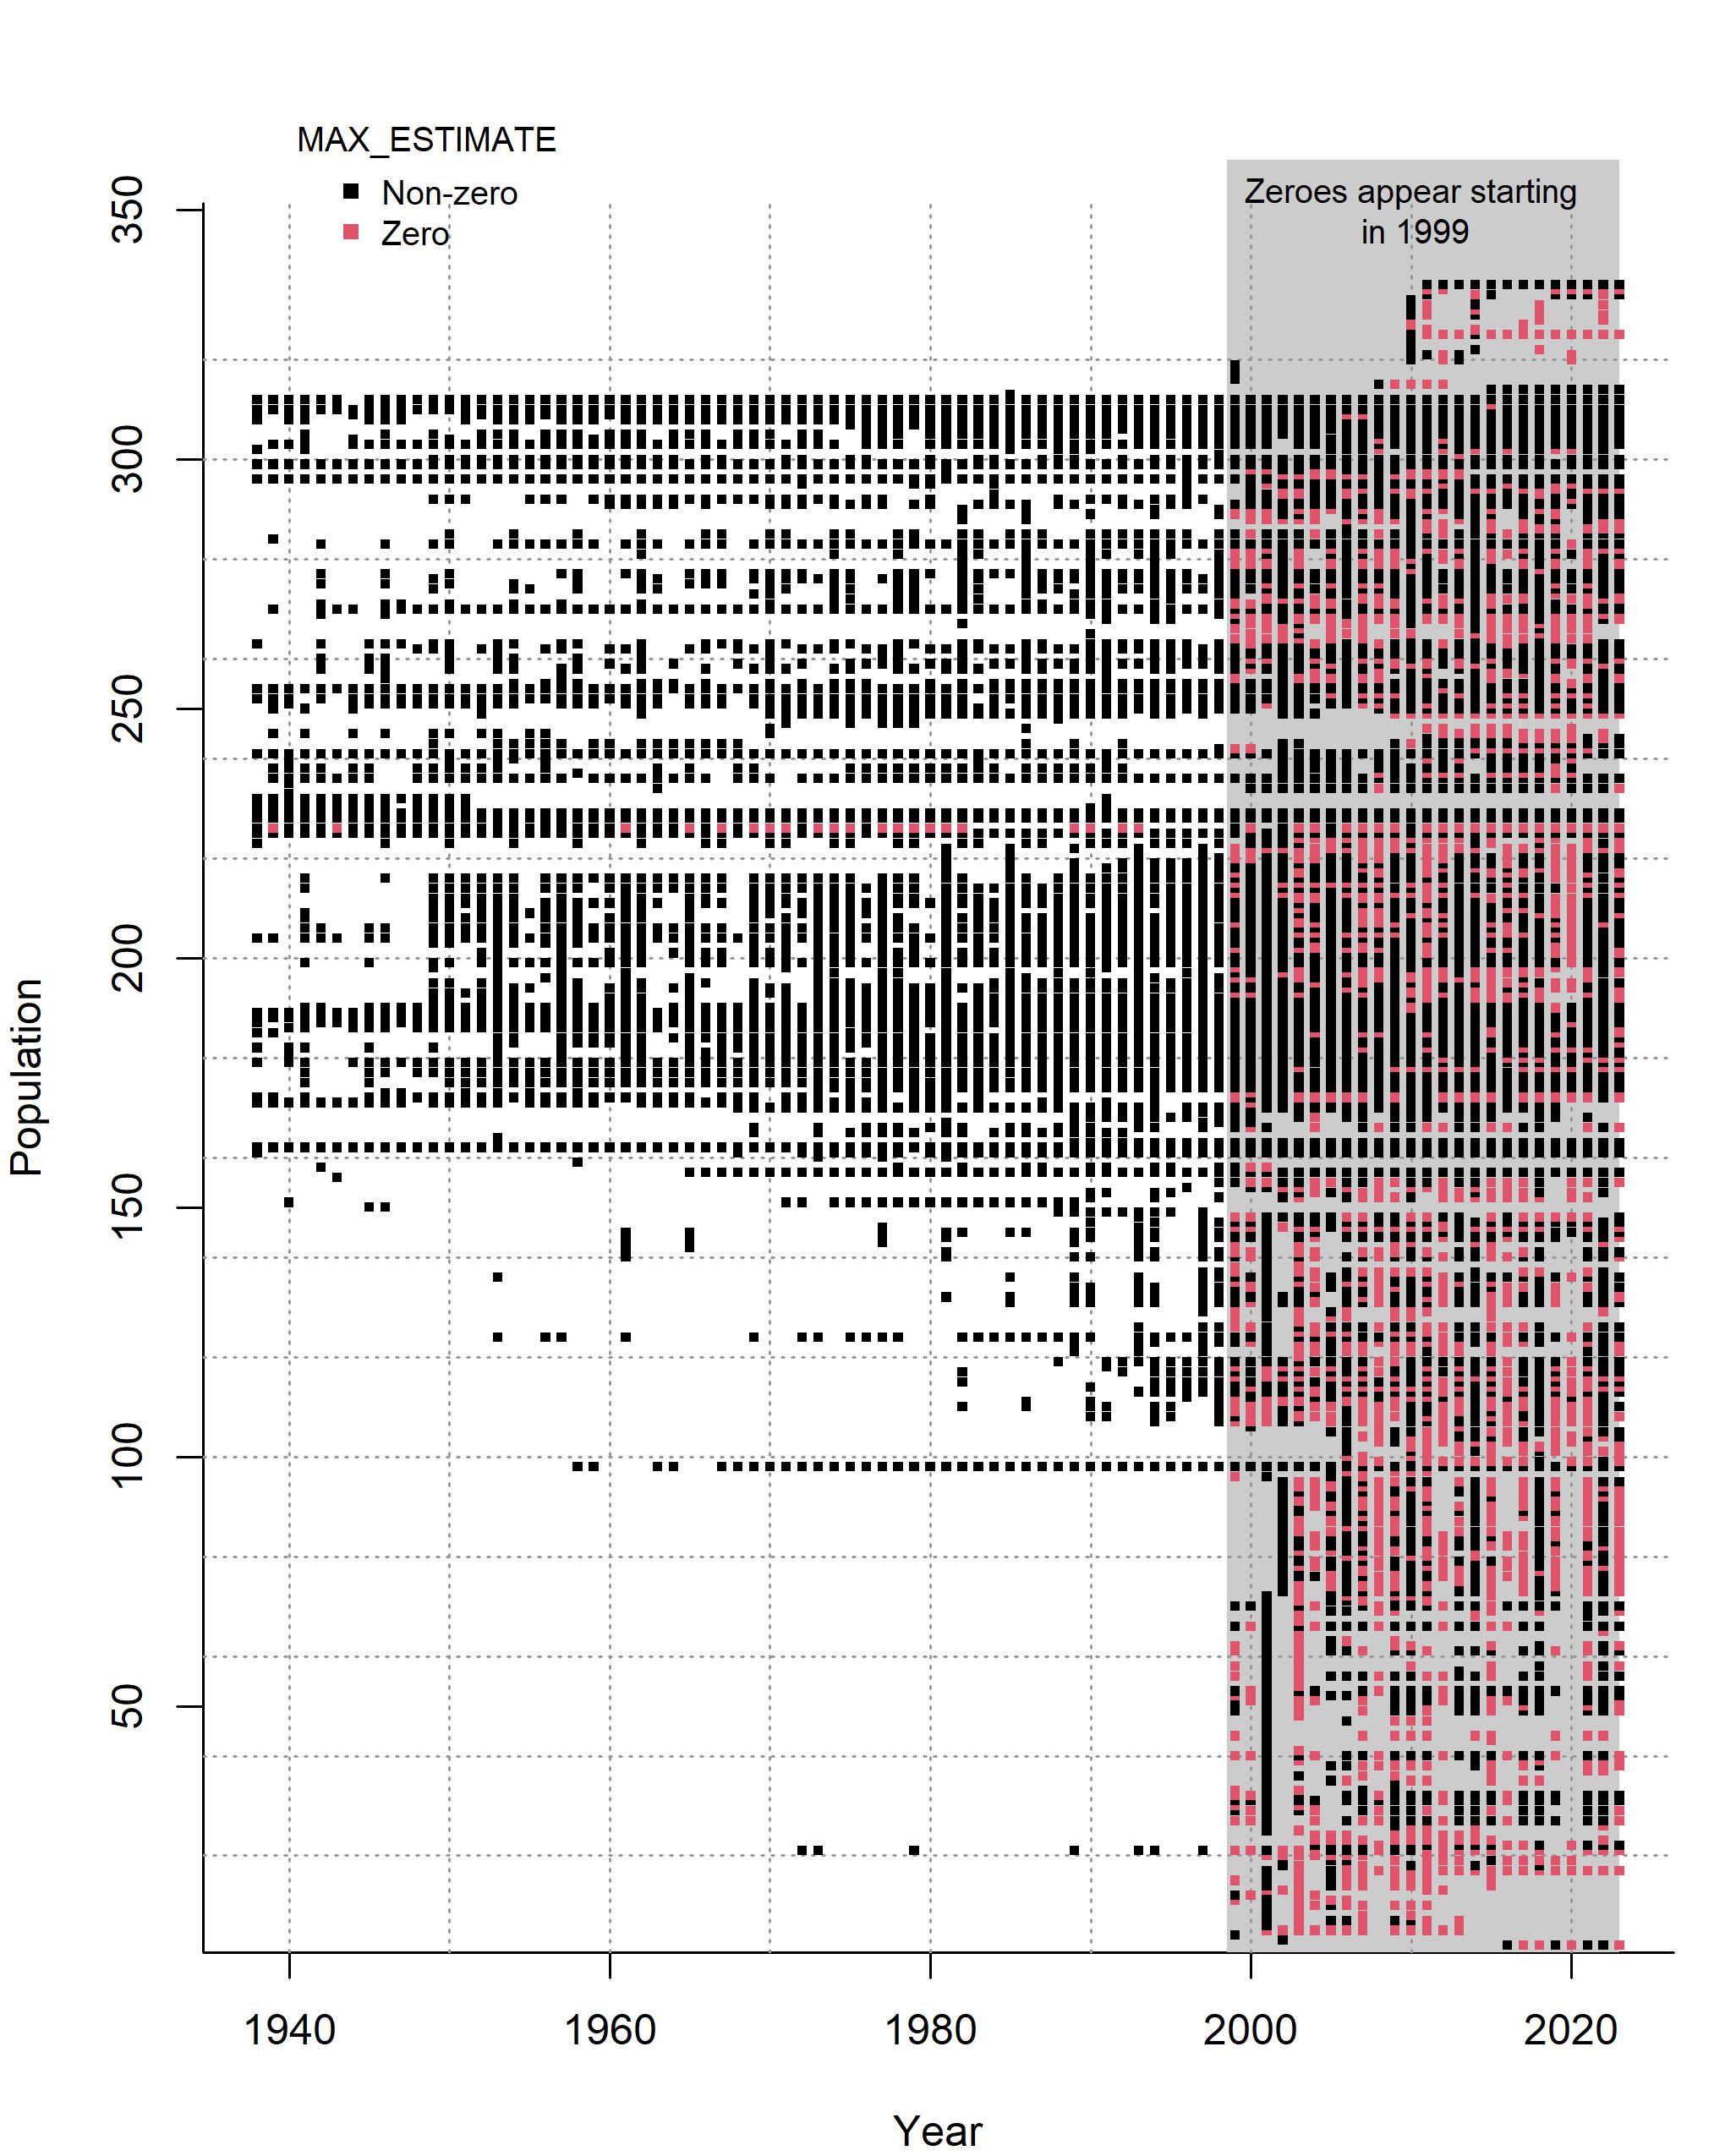 MAX_ESTIMATE
Non-zero
Zero
Zeroes appear starting
in 1999
350
300
250
200
150
100
50
Population
1940 1960 1980 2000 2020
Year